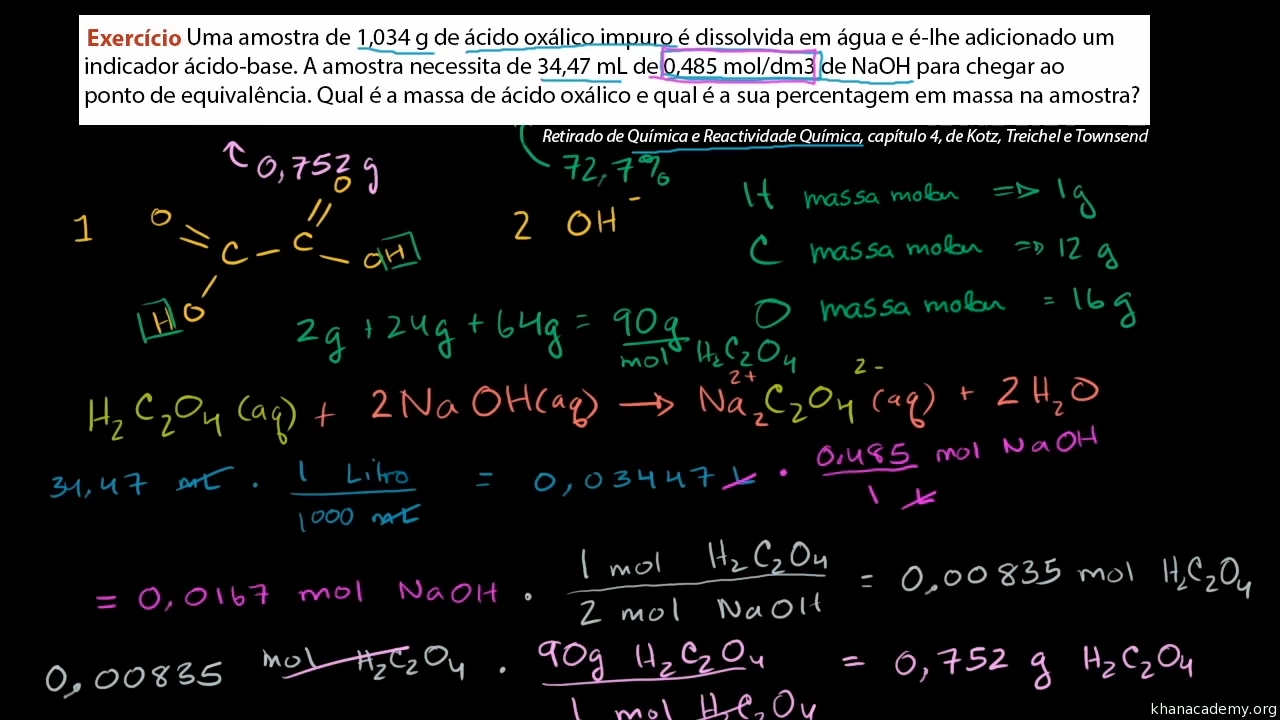 Exercício Uma amostra de 1,034 g de ácido oxálico impuro é dissolvida em água e é-lhe adicionado um
indicador ácido-base. A amostra necessita de 34,47 mL de 0,485 mol/dm3 de NaOH para chegar ao
ponto de equivalência. Qual é a massa de ácido oxálico e qual é a sua percentagem em massa na amostra?
Retirado de Química e Reactividade Química, capítulo 4, de Kotz, Treichel e Townsend
0,752 g
72,7%
H massa molar => 1g
1
O
O
C - C
OH
HO
2 OH⁻
C massa molar => 12 g
O massa molar = 16 g
2g + 24g + 64g = 90g
mol H₂C₂O₄
H₂C₂O₄ (aq) + 2NaOH(aq) → Na₂²⁺C₂O₄²⁻ (aq) + 2H₂O
34,47 mL · 1 Litro / 1000 mL = 0,03447 L · 0,485 mol NaOH / 1 L
= 0,0167 mol NaOH · 1 mol H₂C₂O₄ / 2 mol NaOH = 0,00835 mol H₂C₂O₄
0,00835 mol H₂C₂O₄ · 90g H₂C₂O₄ / 1 mol H₂C₂O₄ = 0,752 g H₂C₂O₄
khanacademy.org